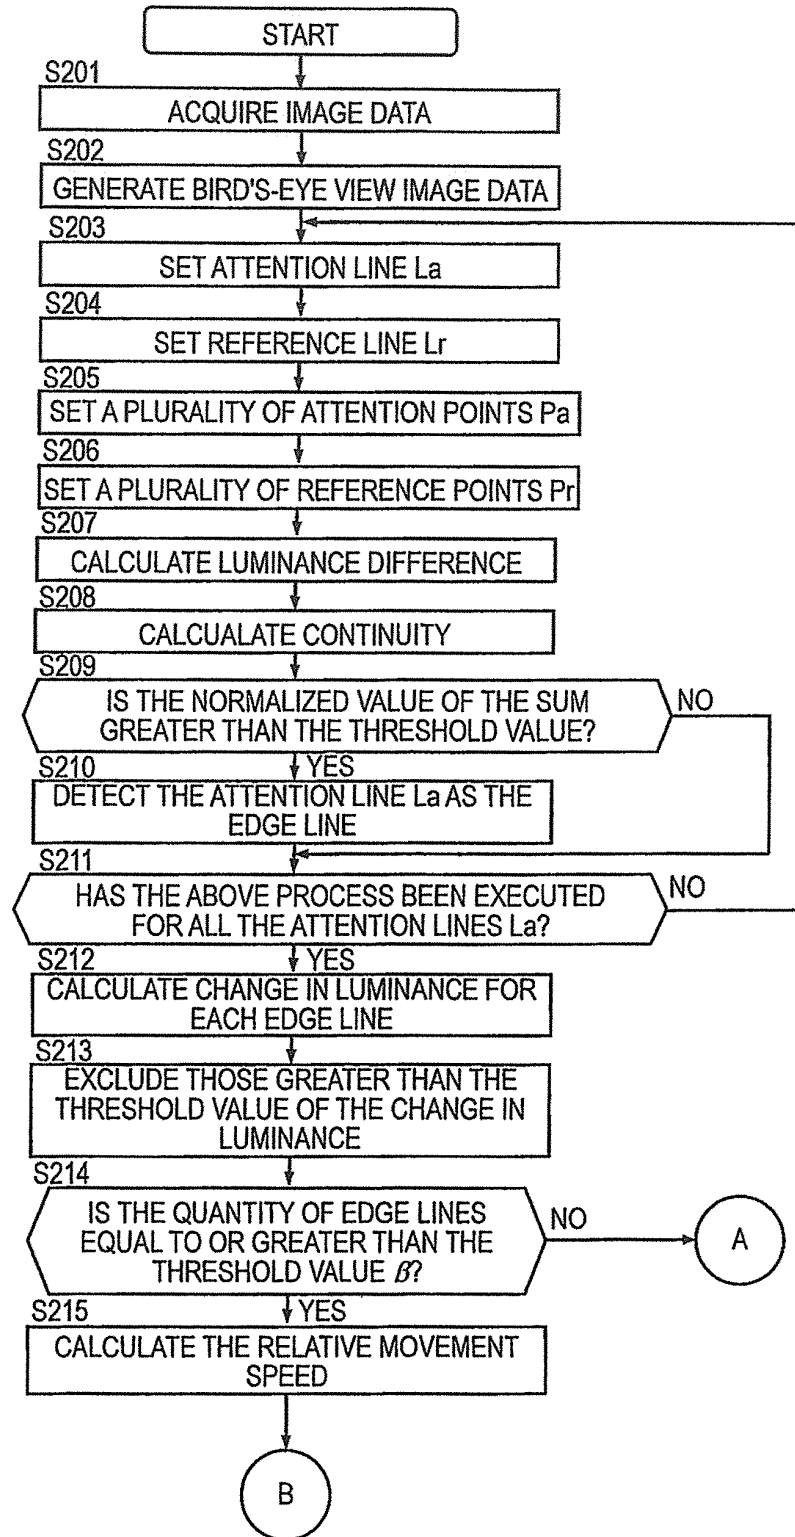 START
S201
ACQUIRE IMAGE DATA
S202
GENERATE BIRD'S-EYE VIEW IMAGE DATA
S203
SET ATTENTION LINE La
S204
SET REFERENCE LINE Lr
S205
SET A PLURALITY OF ATTENTION POINTS Pa
S206
SET A PLURALITY OF REFERENCE POINTS Pr
S207
CALCULATE LUMINANCE DIFFERENCE
S208
CALCUALATE CONTINUITY
S209
IS THE NORMALIZED VALUE OF THE SUM
GREATER THAN THE THRESHOLD VALUE?
NO
YES
S210
DETECT THE ATTENTION LINE La AS THE
EDGE LINE
S211
HAS THE ABOVE PROCESS BEEN EXECUTED
FOR ALL THE ATTENTION LINES La?
NO
YES
S212
CALCULATE CHANGE IN LUMINANCE FOR
EACH EDGE LINE
S213
EXCLUDE THOSE GREATER THAN THE
THRESHOLD VALUE OF THE CHANGE IN
LUMINANCE
S214
IS THE QUANTITY OF EDGE LINES
EQUAL TO OR GREATER THAN THE
THRESHOLD VALUE β?
NO
A
YES
S215
CALCULATE THE RELATIVE MOVEMENT
SPEED
B